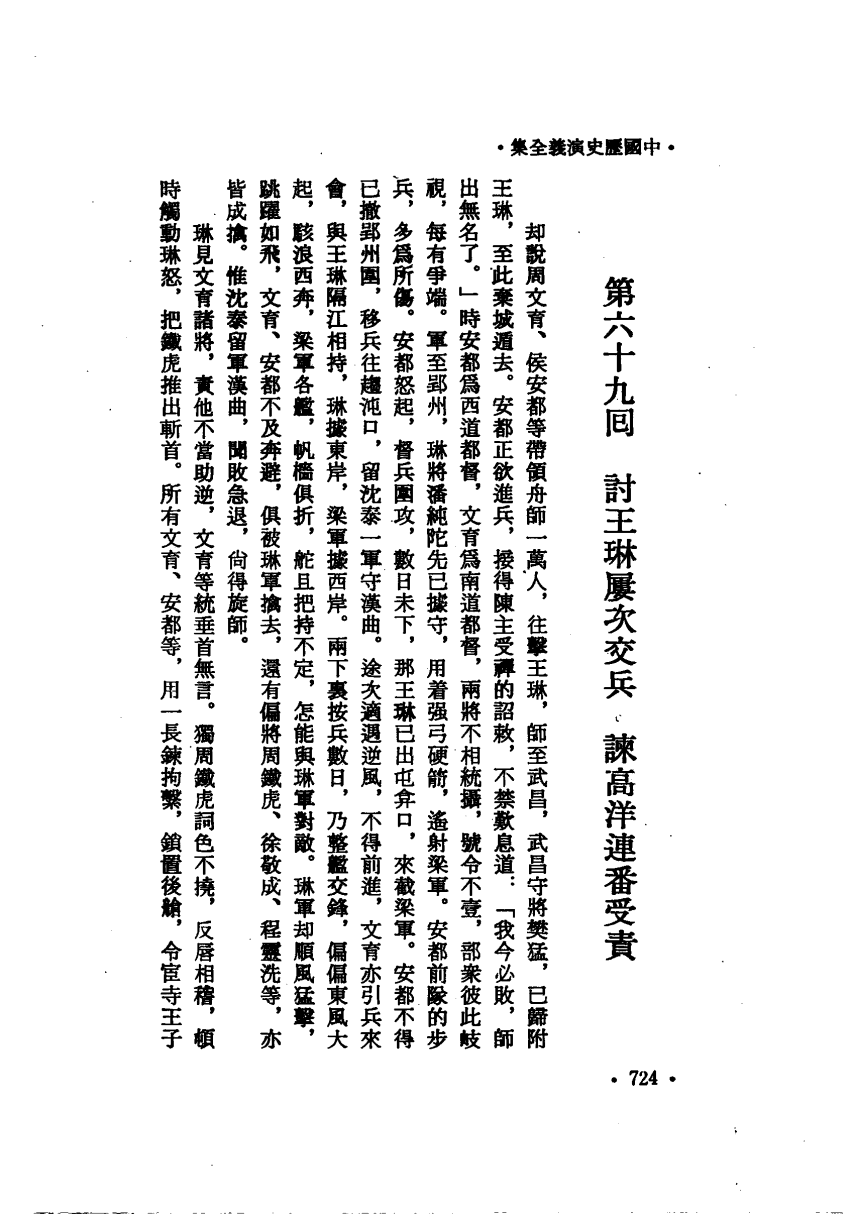 ·中國歷史演義全集·
第六十九回　討王琳屢次交兵　諫高洋連番受責
却說周文育、侯安都等帶領舟師一萬人，往擊王琳，師至武昌，武昌守將樊猛，已歸附
王琳，至此棄城遁去。安都正欲進兵，接得陳主受禪的詔敕，不禁歎息道：「我今必敗，師
出無名了。」時安都爲西道都督，文育爲南道都督，兩將不相統攝，號令不壹，部衆彼此歧
視，每有爭端。軍至郢州，琳將潘純陀先已據守，用着强弓硬箭，遙射梁軍。安都前隊的步
兵，多爲所傷。安都怒起，督兵圍攻，數日未下，那王琳已出屯弇口，來截梁軍。安都不得
已撤郢州圍，移兵往趨沌口，留沈泰一軍守漢曲。途次適遇逆風，不得前進，文育亦引兵來
會，與王琳隔江相持，琳據東岸，梁軍據西岸。兩下裏按兵數日，乃整艦交鋒，偏偏東風大
起，駭浪西奔，梁軍各艦，帆檣俱折，舵且把持不定，怎能與琳軍對敵。琳軍却順風猛擊，
跳躍如飛，文育、安都不及奔避，俱被琳軍擒去，還有偏將周鐵虎、徐敬成、程靈洗等，亦
皆成擒。惟沈泰留軍漢曲，聞敗急退，尙得旋師。
琳見文育諸將，責他不當助逆，文育等統垂首無言。獨周鐵虎詞色不撓，反唇相稽，頓
時觸動琳怒，把鐵虎推出斬首。所有文育、安都等，用一長鍊拘繫，鎖置後艙，令宦寺王子
·724·